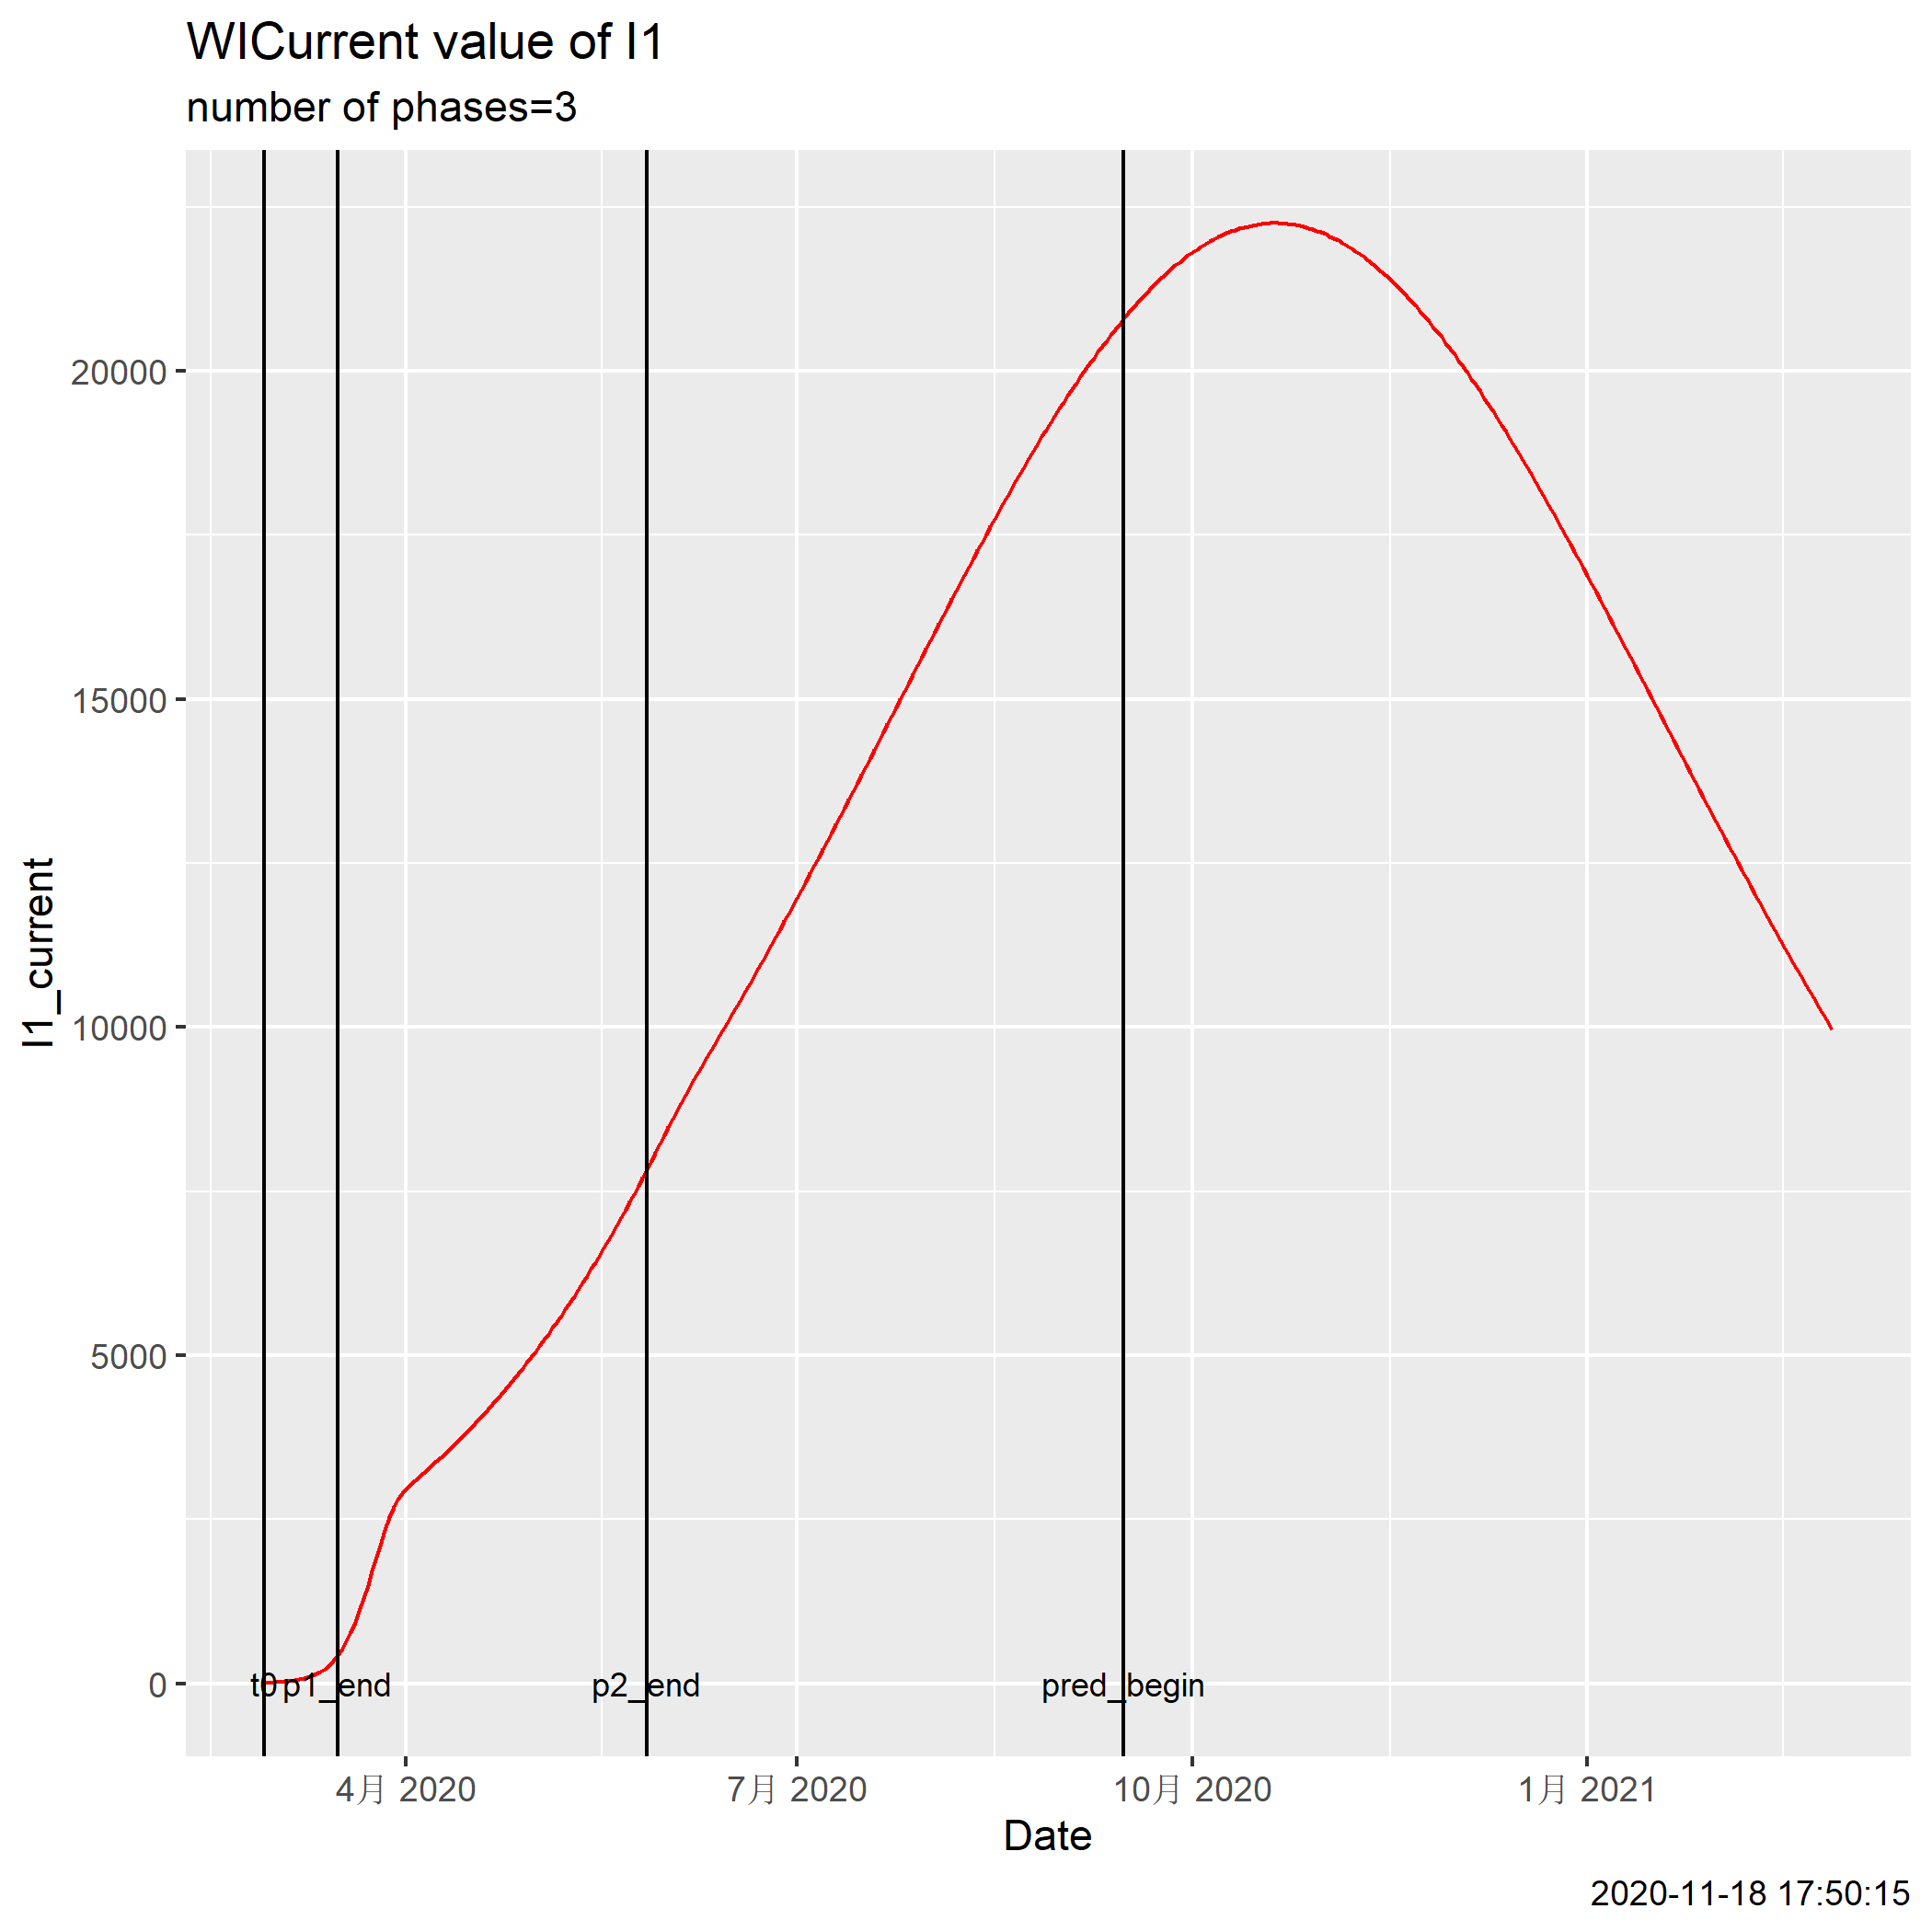 WICurrent value of I1
number of phases=3
I1_current
20000
15000
10000
5000
0
t0 p1_end p2_end pred_begin
4月 2020 7月 2020 10月 2020 1月 2021
Date
2020-11-18 17:50:15